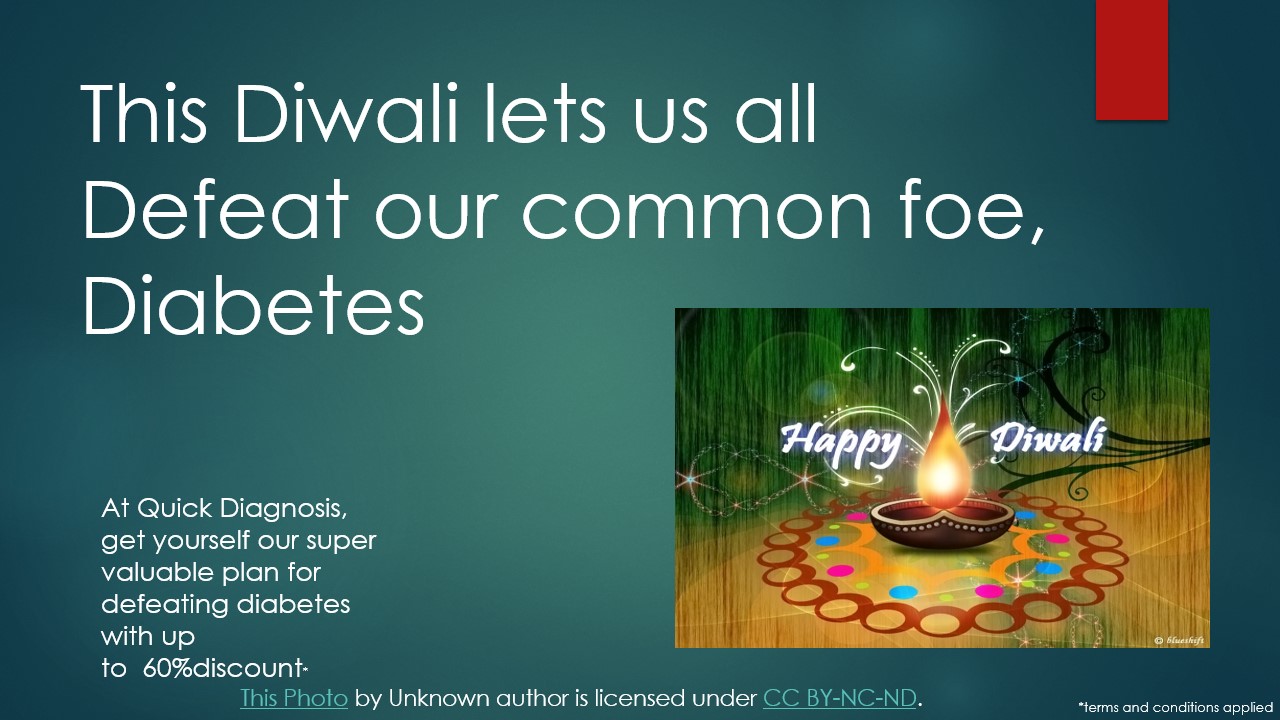 This Diwali lets us all
Defeat our common foe,
Diabetes
Happy Diwali
At Quick Diagnosis,
get yourself our super
valuable plan for
defeating diabetes
with up
to  60%discount*
© blueshift
This Photo by Unknown author is licensed under CC BY-NC-ND.
*terms and conditions applied